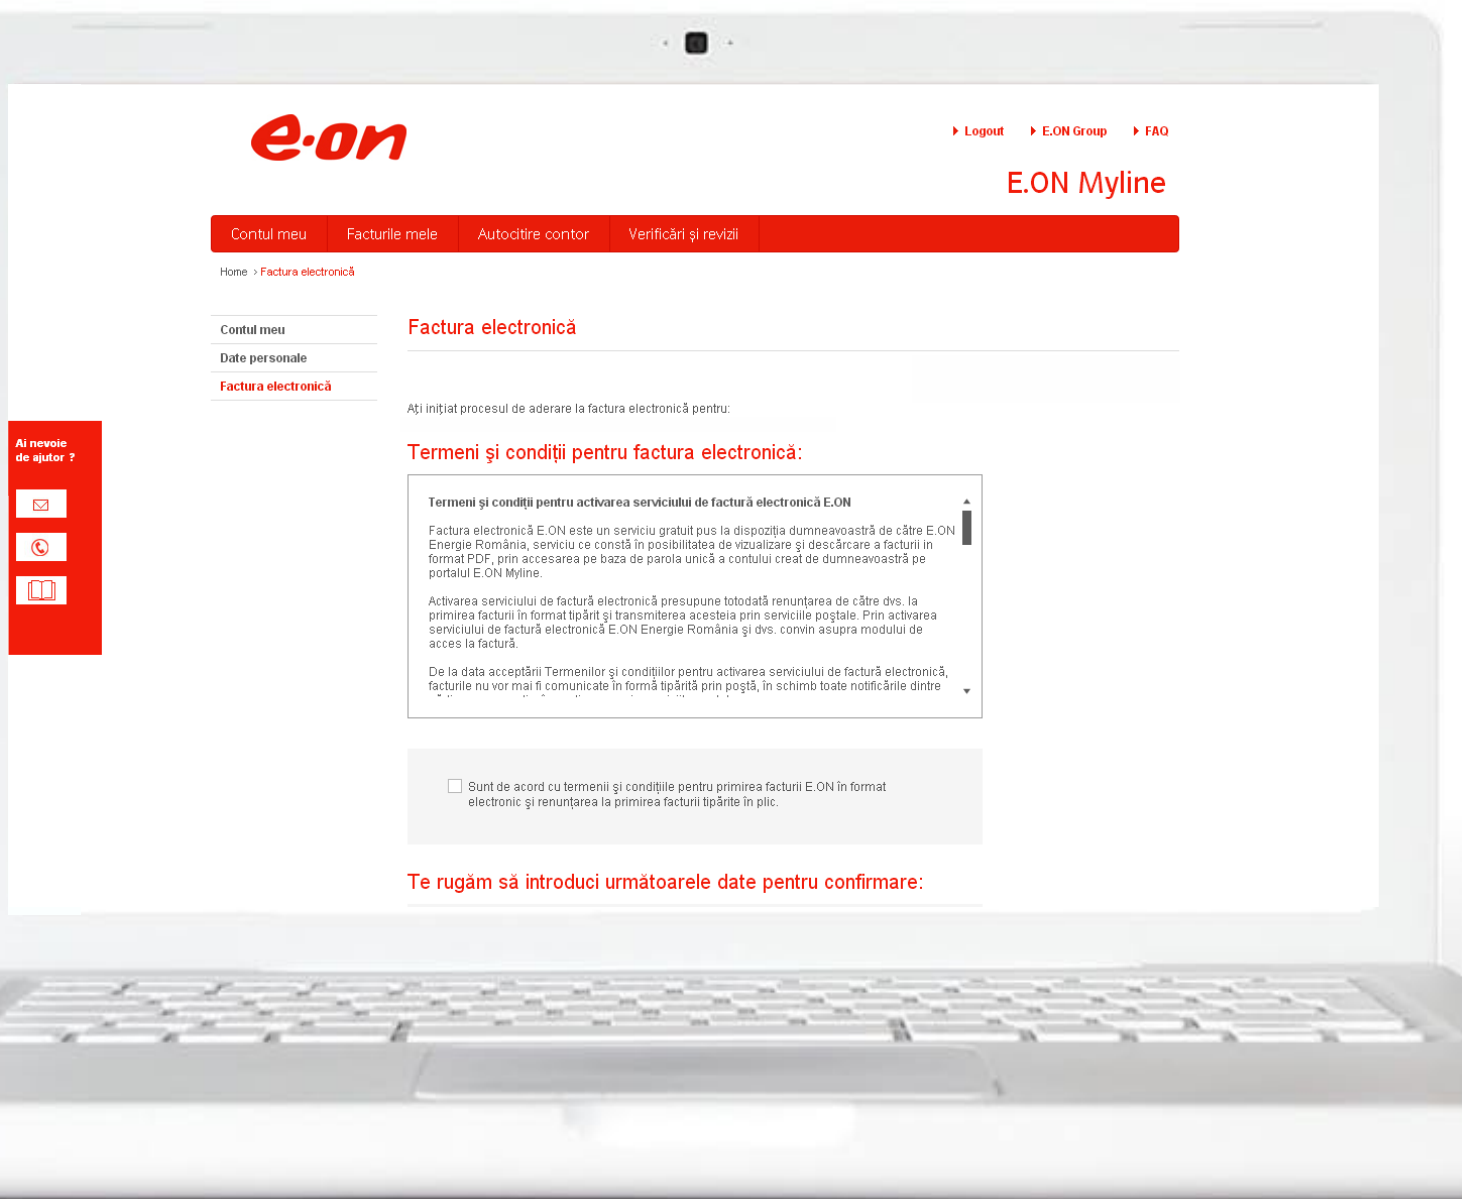 e·on
Logout
E.ON Group
FAQ
E.ON Myline
Contul meu
Facturile mele
Autocitire contor
Verificări și revizii
Home › Factura electronică
Contul meu
Date personale
Factura electronică
Ai nevoie
de ajutor ?
Factura electronică
Aţi iniţiat procesul de aderare la factura electronică pentru:
Termeni şi condiţii pentru factura electronică:
Termeni şi condiţii pentru activarea serviciului de factură electronică E.ON
Factura electronică E.ON este un serviciu gratuit pus la dispoziţia dumneavoastră de către E.ON
Energie România, serviciu ce constă în posibilitatea de vizualizare şi descărcare a facturii in
format PDF, prin accesarea pe baza de parola unică a contului creat de dumneavoastră pe
portalul E.ON Myline.
Activarea serviciului de factură electronică presupune totodată renunţarea de către dvs. la
primirea facturii în format tipărit şi transmiterea acesteia prin serviciile poştale. Prin activarea
serviciului de factură electronică E.ON Energie România şi dvs. convin asupra modului de
acces la factură.
De la data acceptării Termenilor şi condiţiilor pentru activarea serviciului de factură electronică,
facturile nu vor mai fi comunicate în formă tipărită prin poştă, în schimb toate notificările dintre
Sunt de acord cu termenii şi condiţiile pentru primirea facturii E.ON în format
electronic şi renunţarea la primirea facturii tipărite în plic.
Te rugăm să introduci următoarele date pentru confirmare: